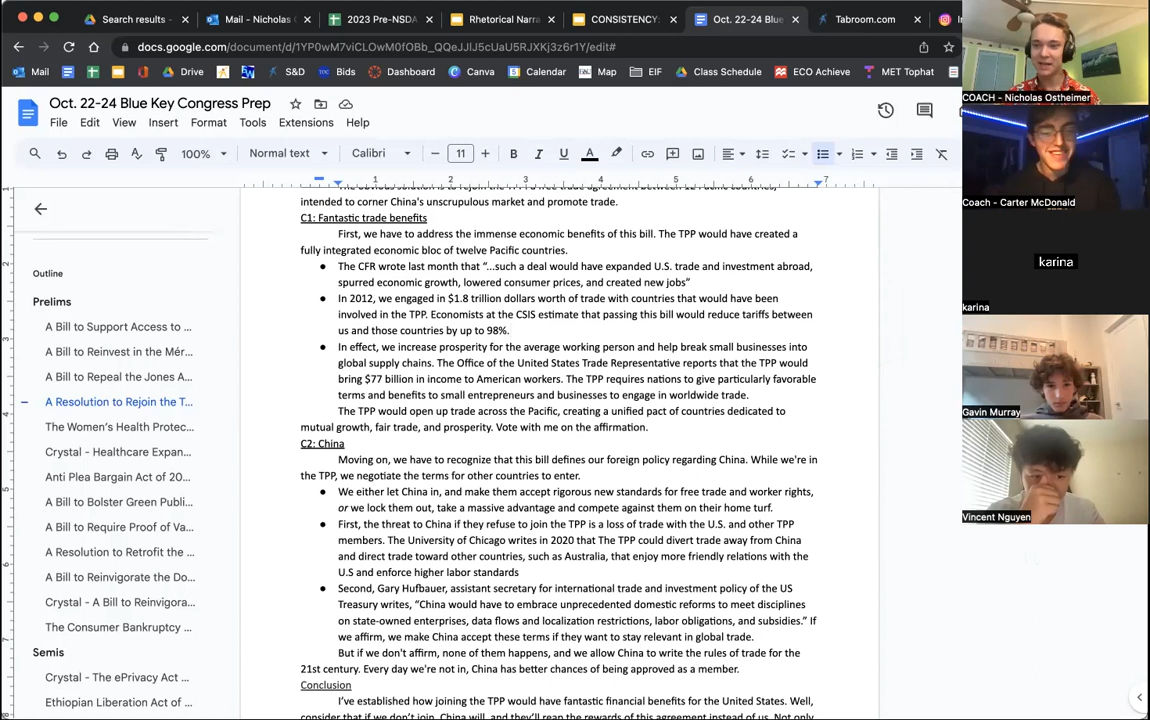 Search results -
Mail - Nicholas
2023 Pre-NSDA
Rhetorical Narra
CONSISTENCY:
Oct. 22-24 Blue
Tabroom.com
docs.google.com/document/d/1YP0wM7viCLOwM0fOBb_QQeJJlJ5cUaU5RJXKj3z6r1Y/edit#
Mail
Drive
S&D
Bids
Dashboard
Canva
Calendar
Map
EIF
Class Schedule
ECO Achieve
MET Tophat
Oct. 22-24 Blue Key Congress Prep
File Edit View Insert Format Tools Extensions Help
100% Normal text Calibri 11
1 2 3 4 5 6 7
intended to corner China's unscrupulous market and promote trade.
C1: Fantastic trade benefits
First, we have to address the immense economic benefits of this bill. The TPP would have created a
fully integrated economic bloc of twelve Pacific countries.
● The CFR wrote last month that "...such a deal would have expanded U.S. trade and investment abroad,
spurred economic growth, lowered consumer prices, and created new jobs"
● In 2012, we engaged in $1.8 trillion dollars worth of trade with countries that would have been
involved in the TPP. Economists at the CSIS estimate that passing this bill would reduce tariffs between
us and those countries by up to 98%.
● In effect, we increase prosperity for the average working person and help break small businesses into
global supply chains. The Office of the United States Trade Representative reports that the TPP would
bring $77 billion in income to American workers. The TPP requires nations to give particularly favorable
terms and benefits to small entrepreneurs and businesses to engage in worldwide trade.
The TPP would open up trade across the Pacific, creating a unified pact of countries dedicated to
mutual growth, fair trade, and prosperity. Vote with me on the affirmation.
C2: China
Moving on, we have to recognize that this bill defines our foreign policy regarding China. While we're in
the TPP, we negotiate the terms for other countries to enter.
● We either let China in, and make them accept rigorous new standards for free trade and worker rights,
or we lock them out, take a massive advantage and compete against them on their home turf.
● First, the threat to China if they refuse to join the TPP is a loss of trade with the U.S. and other TPP
members. The University of Chicago writes in 2020 that The TPP could divert trade away from China
and direct trade toward other countries, such as Australia, that enjoy more friendly relations with the
U.S and enforce higher labor standards
● Second, Gary Hufbauer, assistant secretary for international trade and investment policy of the US
Treasury writes, "China would have to embrace unprecedented domestic reforms to meet disciplines
on state-owned enterprises, data flows and localization restrictions, labor obligations, and subsidies." If
we affirm, we make China accept these terms if they want to stay relevant in global trade.
But if we don't affirm, none of them happens, and we allow China to write the rules of trade for the
21st century. Every day we're not in, China has better chances of being approved as a member.
Conclusion
I've established how joining the TPP would have fantastic financial benefits for the United States. Well,
consider that if we don't join, China will, and they'll reap the rewards of this agreement instead of us. Not only
Outline
Prelims
A Bill to Support Access to ...
A Bill to Reinvest in the Mér...
A Bill to Repeal the Jones A...
A Resolution to Rejoin the T...
The Women's Health Protec...
Crystal - Healthcare Expan...
Anti Plea Bargain Act of 20...
A Bill to Bolster Green Publi...
A Bill to Require Proof of Va...
A Resolution to Retrofit the ...
A Bill to Reinvigorate the Do...
Crystal - A Bill to Reinvigora...
The Consumer Bankruptcy ...
Semis
Crystal - The ePrivacy Act ...
Ethiopian Liberation Act of ...
COACH - Nicholas Ostheimer
Coach - Carter McDonald
karina
karina
Gavin Murray
Vincent Nguyen